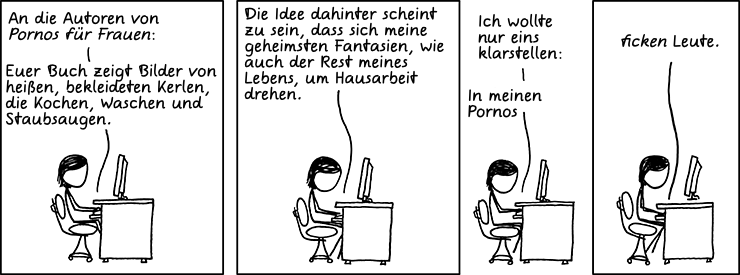 An die Autoren von
Pornos für Frauen:
Euer Buch zeigt Bilder von
heißen, bekleideten Kerlen,
die Kochen, Waschen und
Staubsaugen.
Die Idee dahinter scheint
zu sein, dass sich meine
geheimsten Fantasien, wie
auch der Rest meines
Lebens, um Hausarbeit
drehen.
Ich wollte
nur eins
klarstellen:
In meinen
Pornos
ficken Leute.